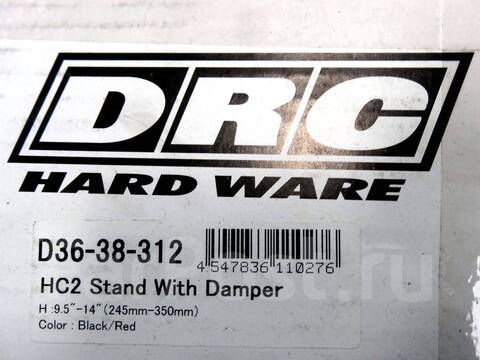 DRC
HARD WARE
D36-38-312
4 547836 110276
HC2 Stand With Damper
H :9.5"-14"(245mm-350mm)
Color : Black/Red